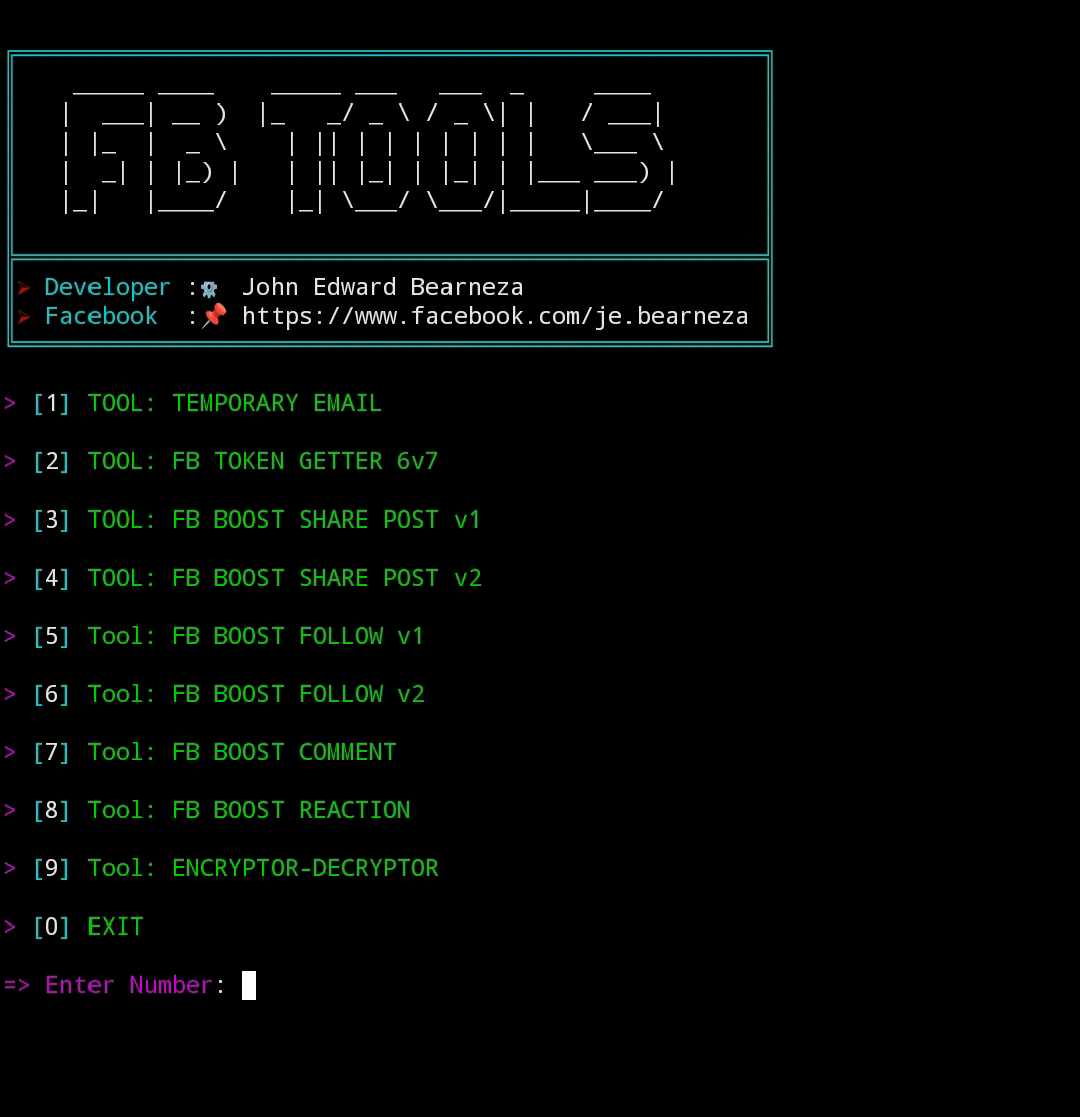 FB TOOLS
➤ Developer :⚙️ John Edward Bearneza
➤ Facebook :📌 https://www.facebook.com/je.bearneza
> [1] TOOL: TEMPORARY EMAIL
> [2] TOOL: FB TOKEN GETTER 6v7
> [3] TOOL: FB BOOST SHARE POST v1
> [4] TOOL: FB BOOST SHARE POST v2
> [5] Tool: FB BOOST FOLLOW v1
> [6] Tool: FB BOOST FOLLOW v2
> [7] Tool: FB BOOST COMMENT
> [8] Tool: FB BOOST REACTION
> [9] Tool: ENCRYPTOR-DECRYPTOR
> [0] EXIT
=> Enter Number: